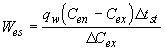 W_es = q_w(C_en − C_ex)Δt_st / ΔC_ex